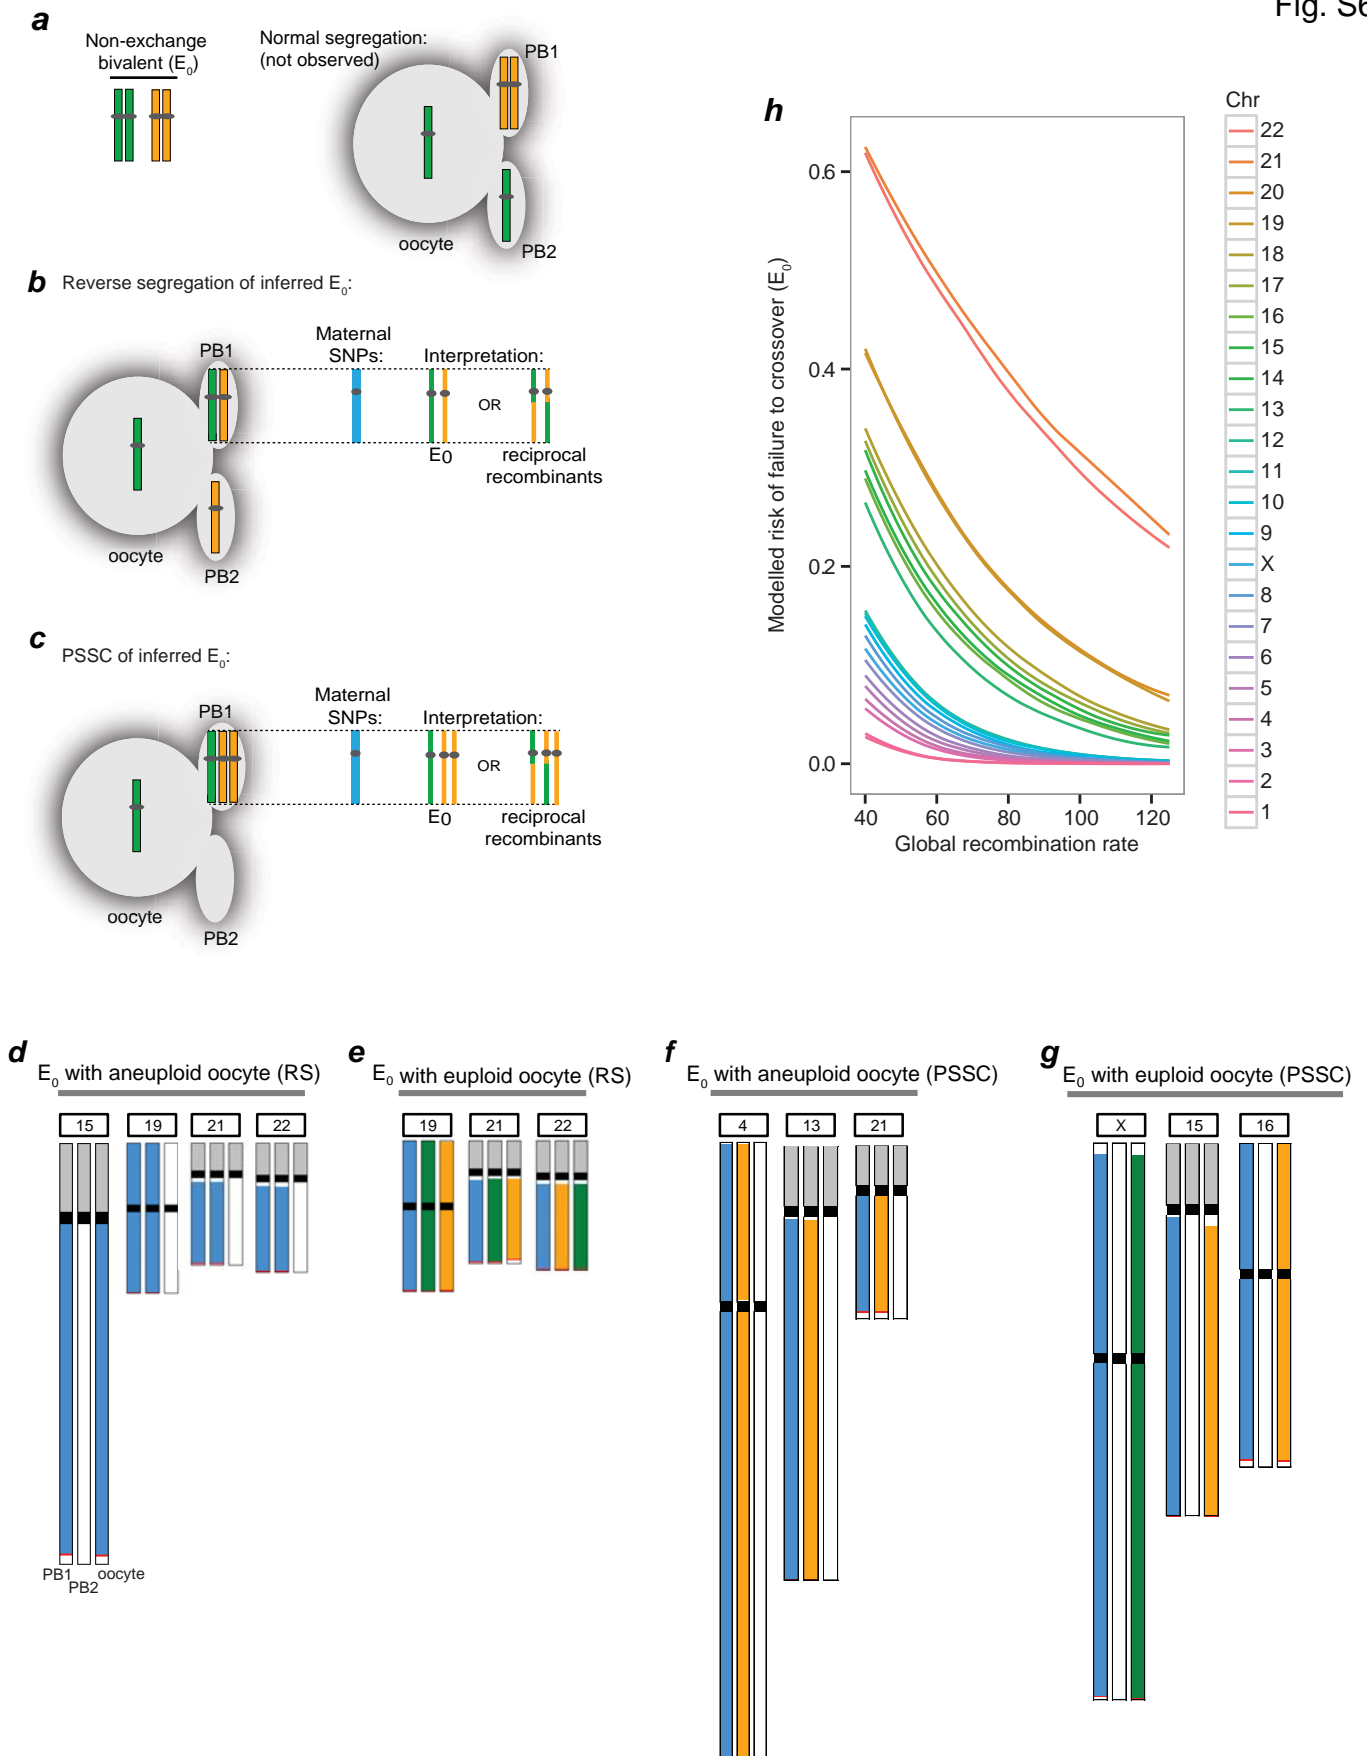 Fig. S6
a
Non-exchange
bivalent (E0)
Normal segregation:
(not observed)
PB1
oocyte
PB2
b Reverse segregation of inferred E0:
PB1
Maternal
SNPs:
Interpretation:
OR
E0
reciprocal
recombinants
oocyte
PB2
c
PSSC of inferred E0:
PB1
Maternal
SNPs:
Interpretation:
OR
E0
reciprocal
recombinants
oocyte
PB2
h
Modelled risk of failure to crossover (E0)
0.6
0.4
0.2
0.0
40 60 80 100 120
Global recombination rate
Chr
22
21
20
19
18
17
16
15
14
13
12
11
10
9
X
8
7
6
5
4
3
2
1
d
E0 with aneuploid oocyte (RS)
15 19 21 22
PB1 PB2 oocyte
e
E0 with euploid oocyte (RS)
19 21 22
f
E0 with aneuploid oocyte (PSSC)
4 13 21
g
E0 with euploid oocyte (PSSC)
X 15 16